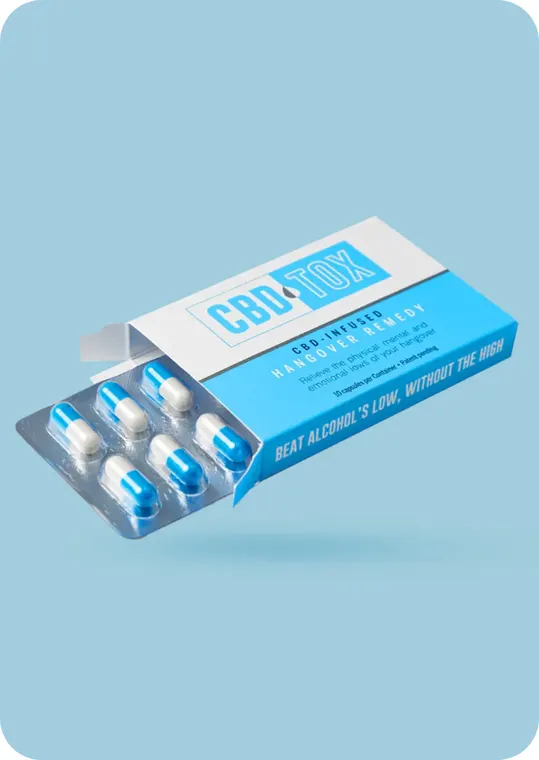 CBD TOX
CBD-INFUSED
HANGOVER REMEDY
Relieve the physical, mental, and
emotional lows of your hangover
10 capsules per Container • Patent pending
BEAT ALCOHOL'S LOW, WITHOUT THE HIGH